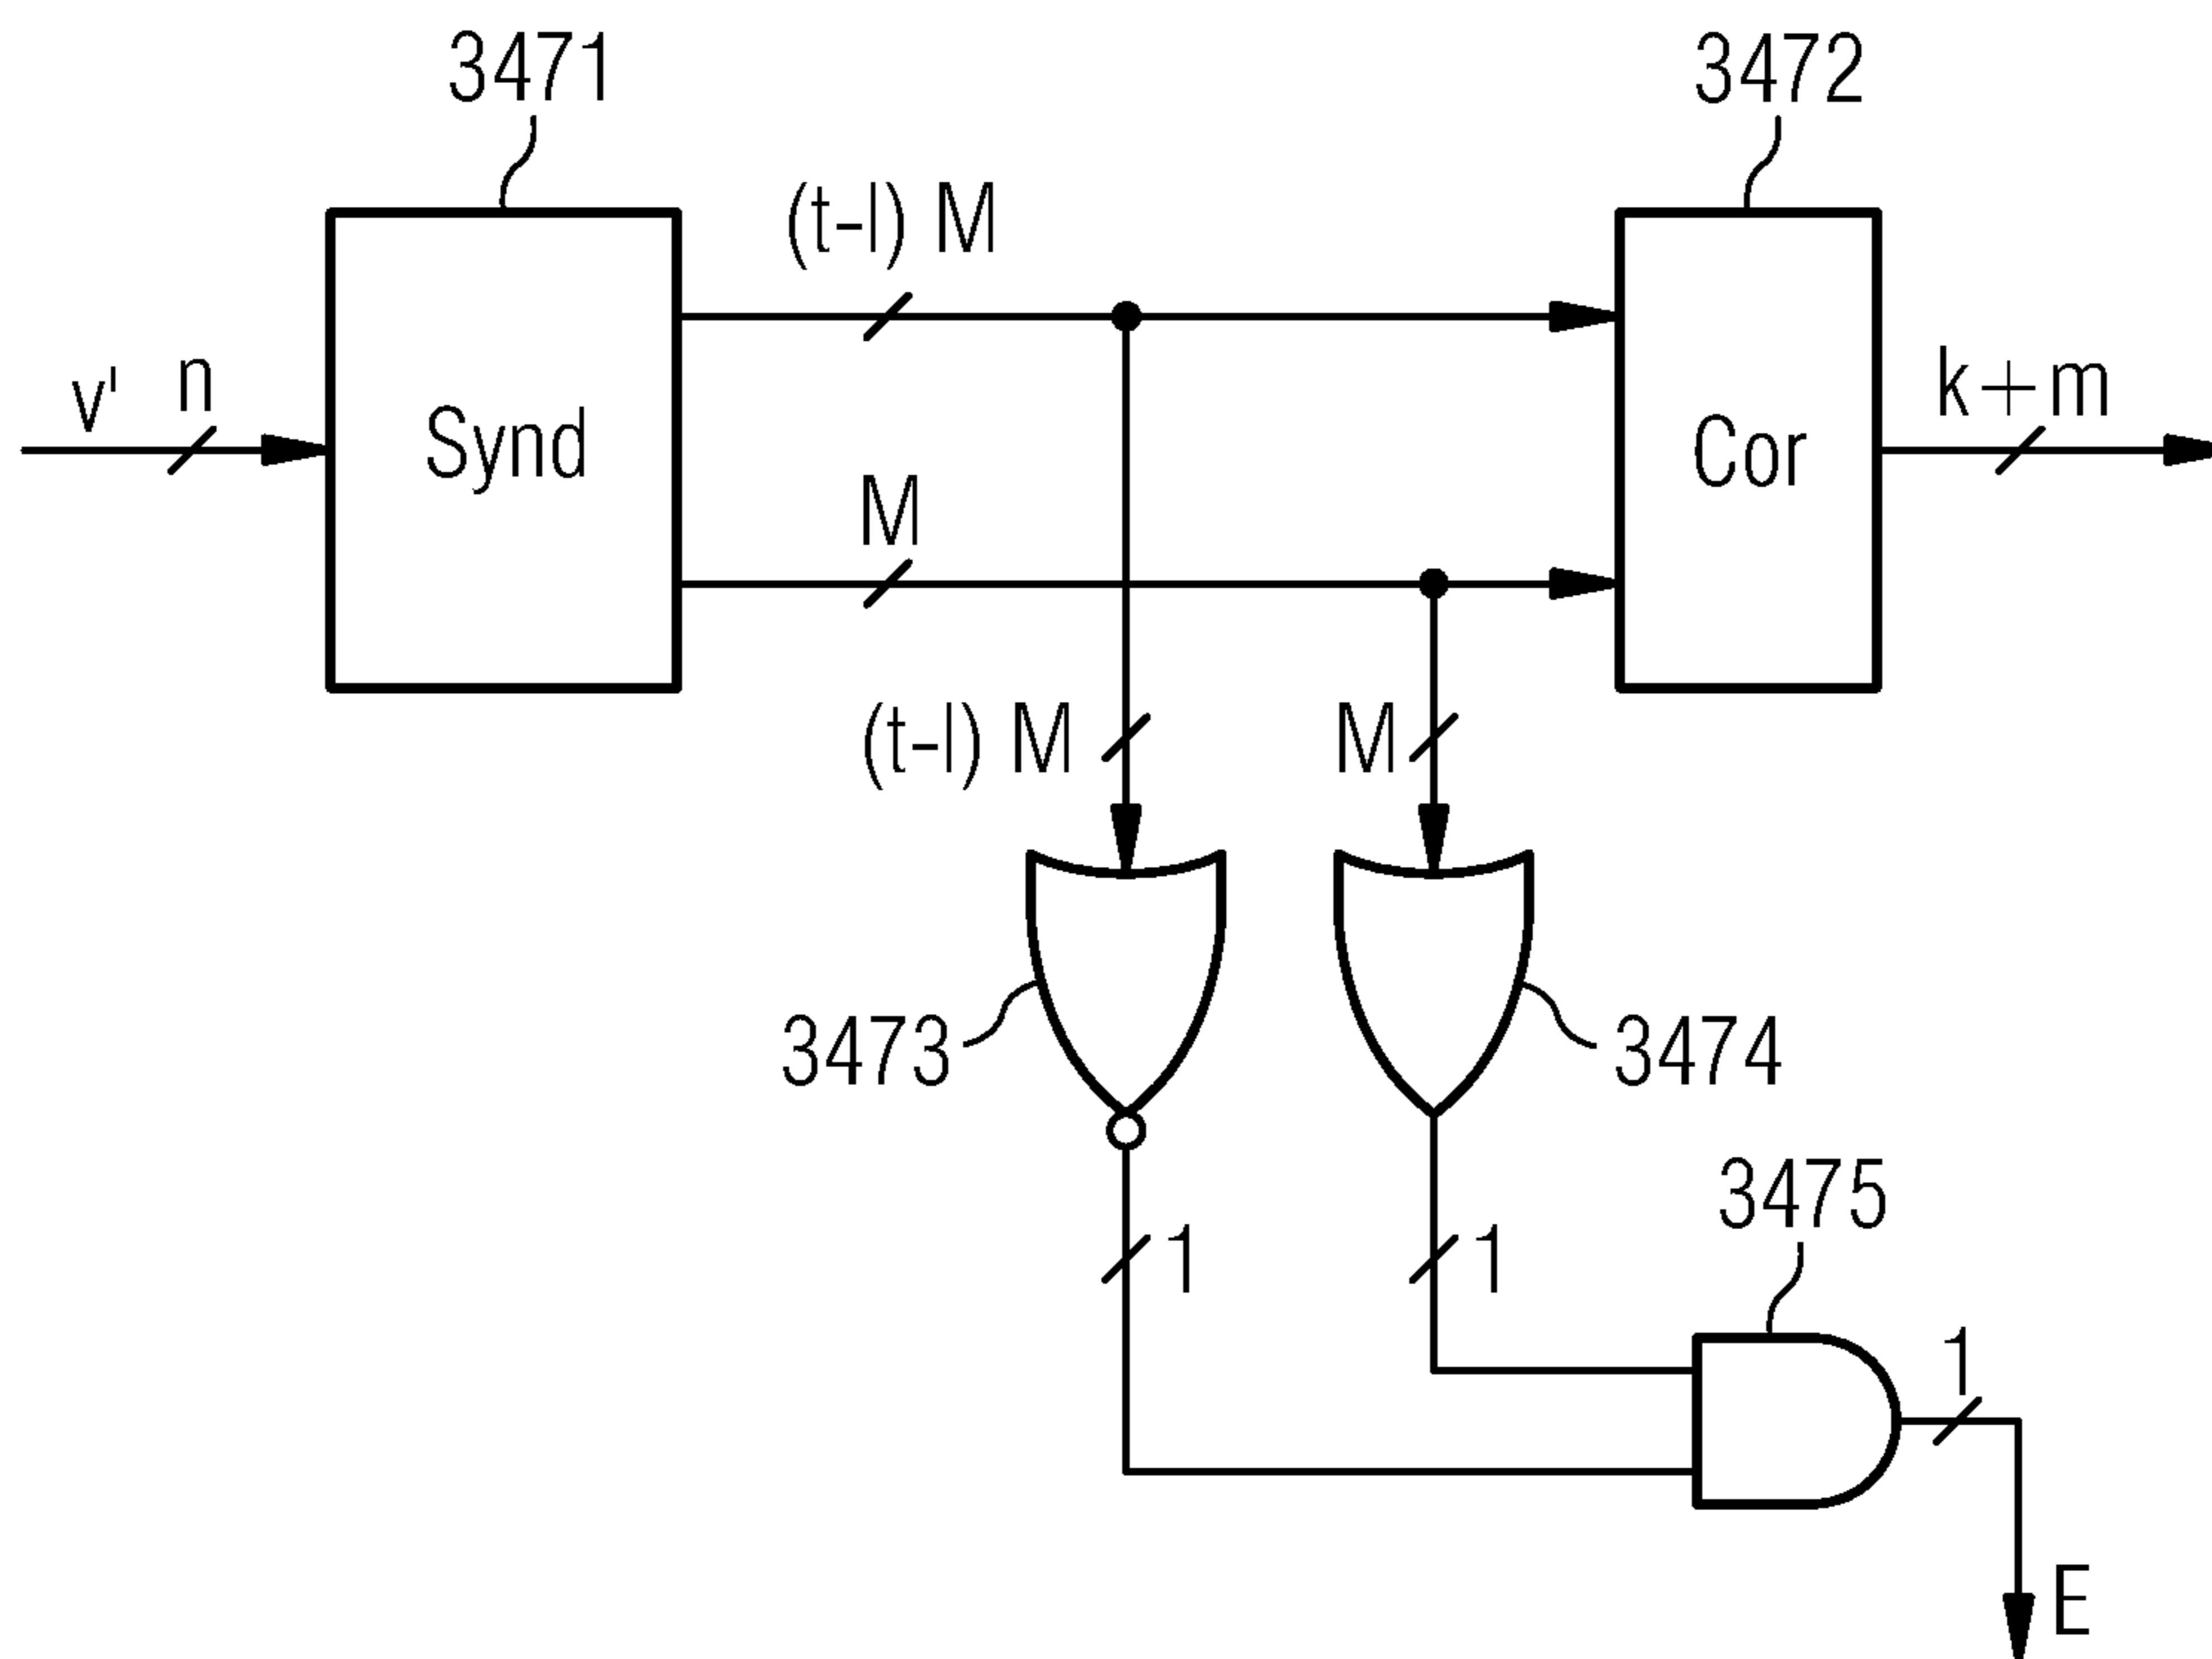 3471
3472
(t-l) M
v' n
k+m
Synd
Cor
M
(t-l) M
M
3473
3474
3475
1
1
1
E